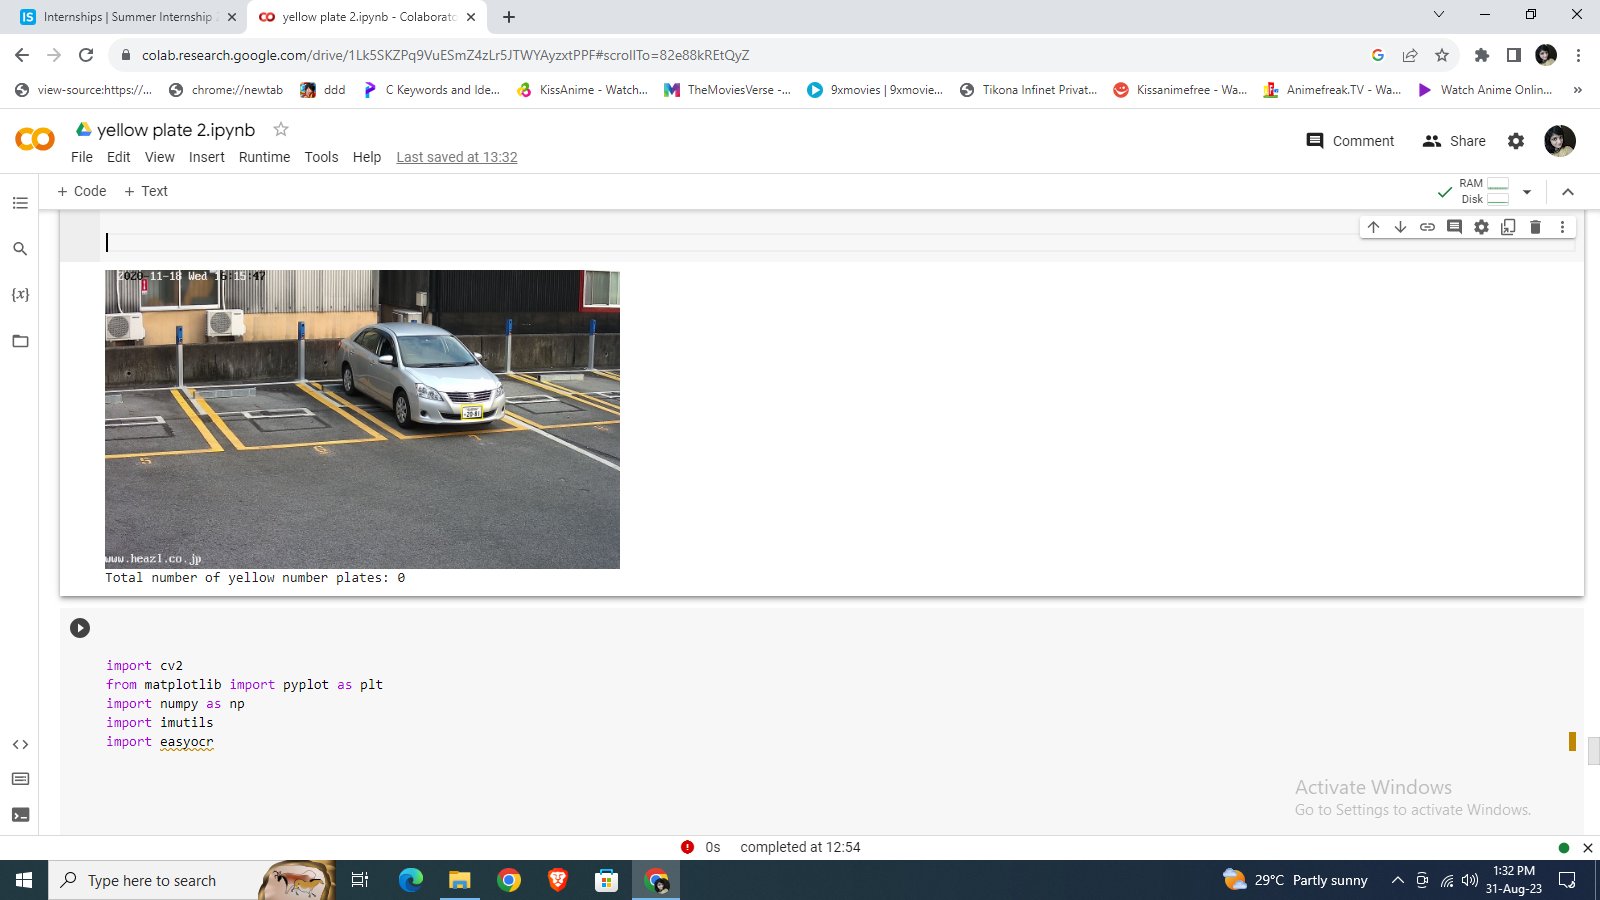 Internships | Summer Internship
yellow plate 2.ipynb - Colaborato
colab.research.google.com/drive/1Lk5SKZPq9VuESmZ4zLr5JTWYAyzxtPPF#scrollTo=82e88kREtQyZ
view-source:https://...
chrome://newtab
ddd
C Keywords and Ide...
KissAnime - Watch...
TheMoviesVerse -...
9xmovies | 9xmovie...
Tikona Infinet Privat...
Kissanimefree - Wa...
Animefreak.TV - Wa...
Watch Anime Onlin...
»
CO
yellow plate 2.ipynb
Comment
Share
File Edit View Insert Runtime Tools Help Last saved at 13:32
+ Code + Text
RAM
Disk
{x}
2020-11-18 Wed 15:15:47
20-81
5
6
7
www.heazl.co.jp
Total number of yellow number plates: 0
import cv2
from matplotlib import pyplot as plt
import numpy as np
import imutils
import easyocr
Activate Windows
Go to Settings to activate Windows.
0s completed at 12:54
Type here to search
29°C Partly sunny
1:32 PM
31-Aug-23